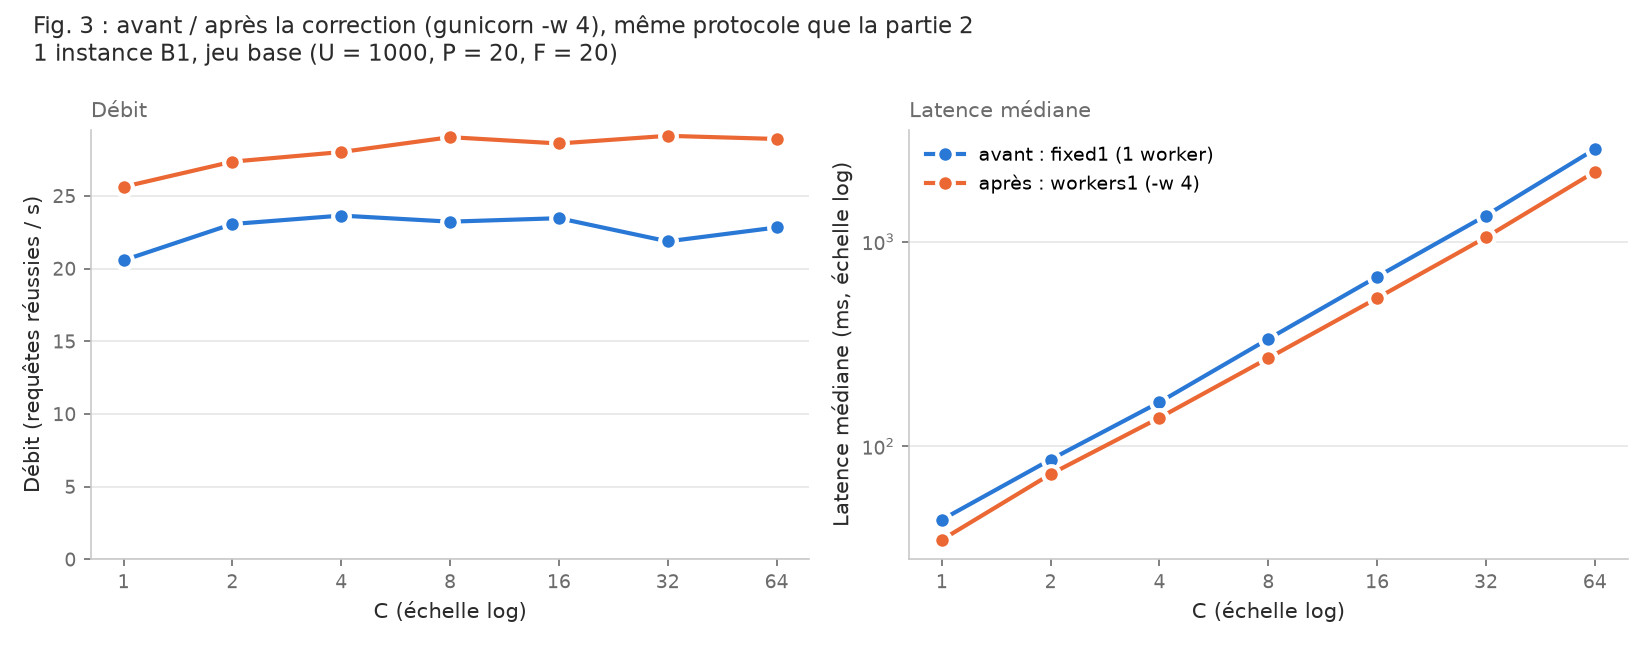 Fig. 3 : avant / après la correction (gunicorn -w 4), même protocole que la partie 2
1 instance B1, jeu base (U = 1000, P = 20, F = 20)
Débit
Débit (requêtes réussies / s)
25
20
15
10
5
0
1 2 4 8 16 32 64
C (échelle log)
Latence médiane
avant : fixed1 (1 worker)
après : workers1 (-w 4)
Latence médiane (ms, échelle log)
10³
10²
1 2 4 8 16 32 64
C (échelle log)